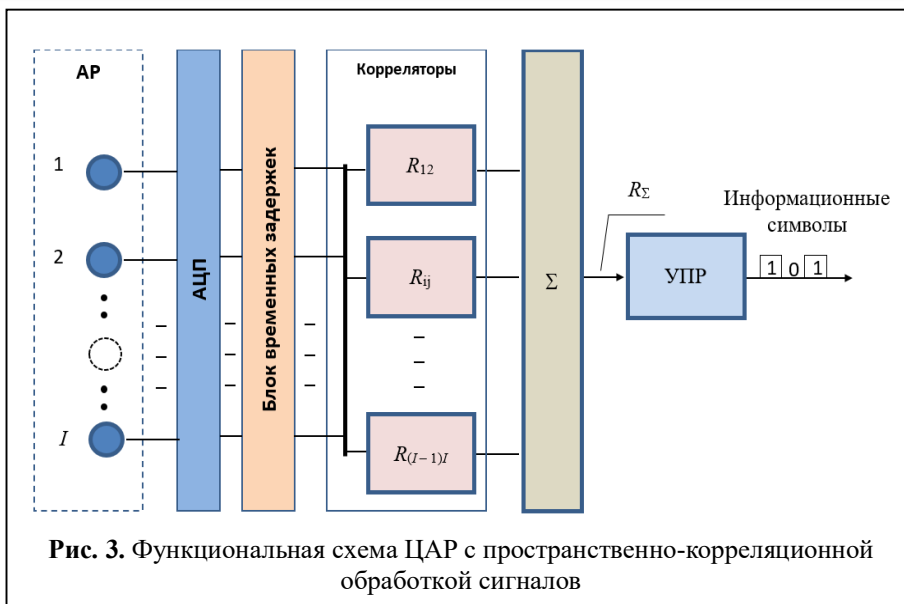 АР
Корреляторы
1
2
I
АЦП
Блок временных задержек
R12
Rij
R(I−1)I
Σ
RΣ
УПР
Информационные
символы
1 0 1
Рис. 3. Функциональная схема ЦАР с пространственно-корреляционной
обработкой сигналов